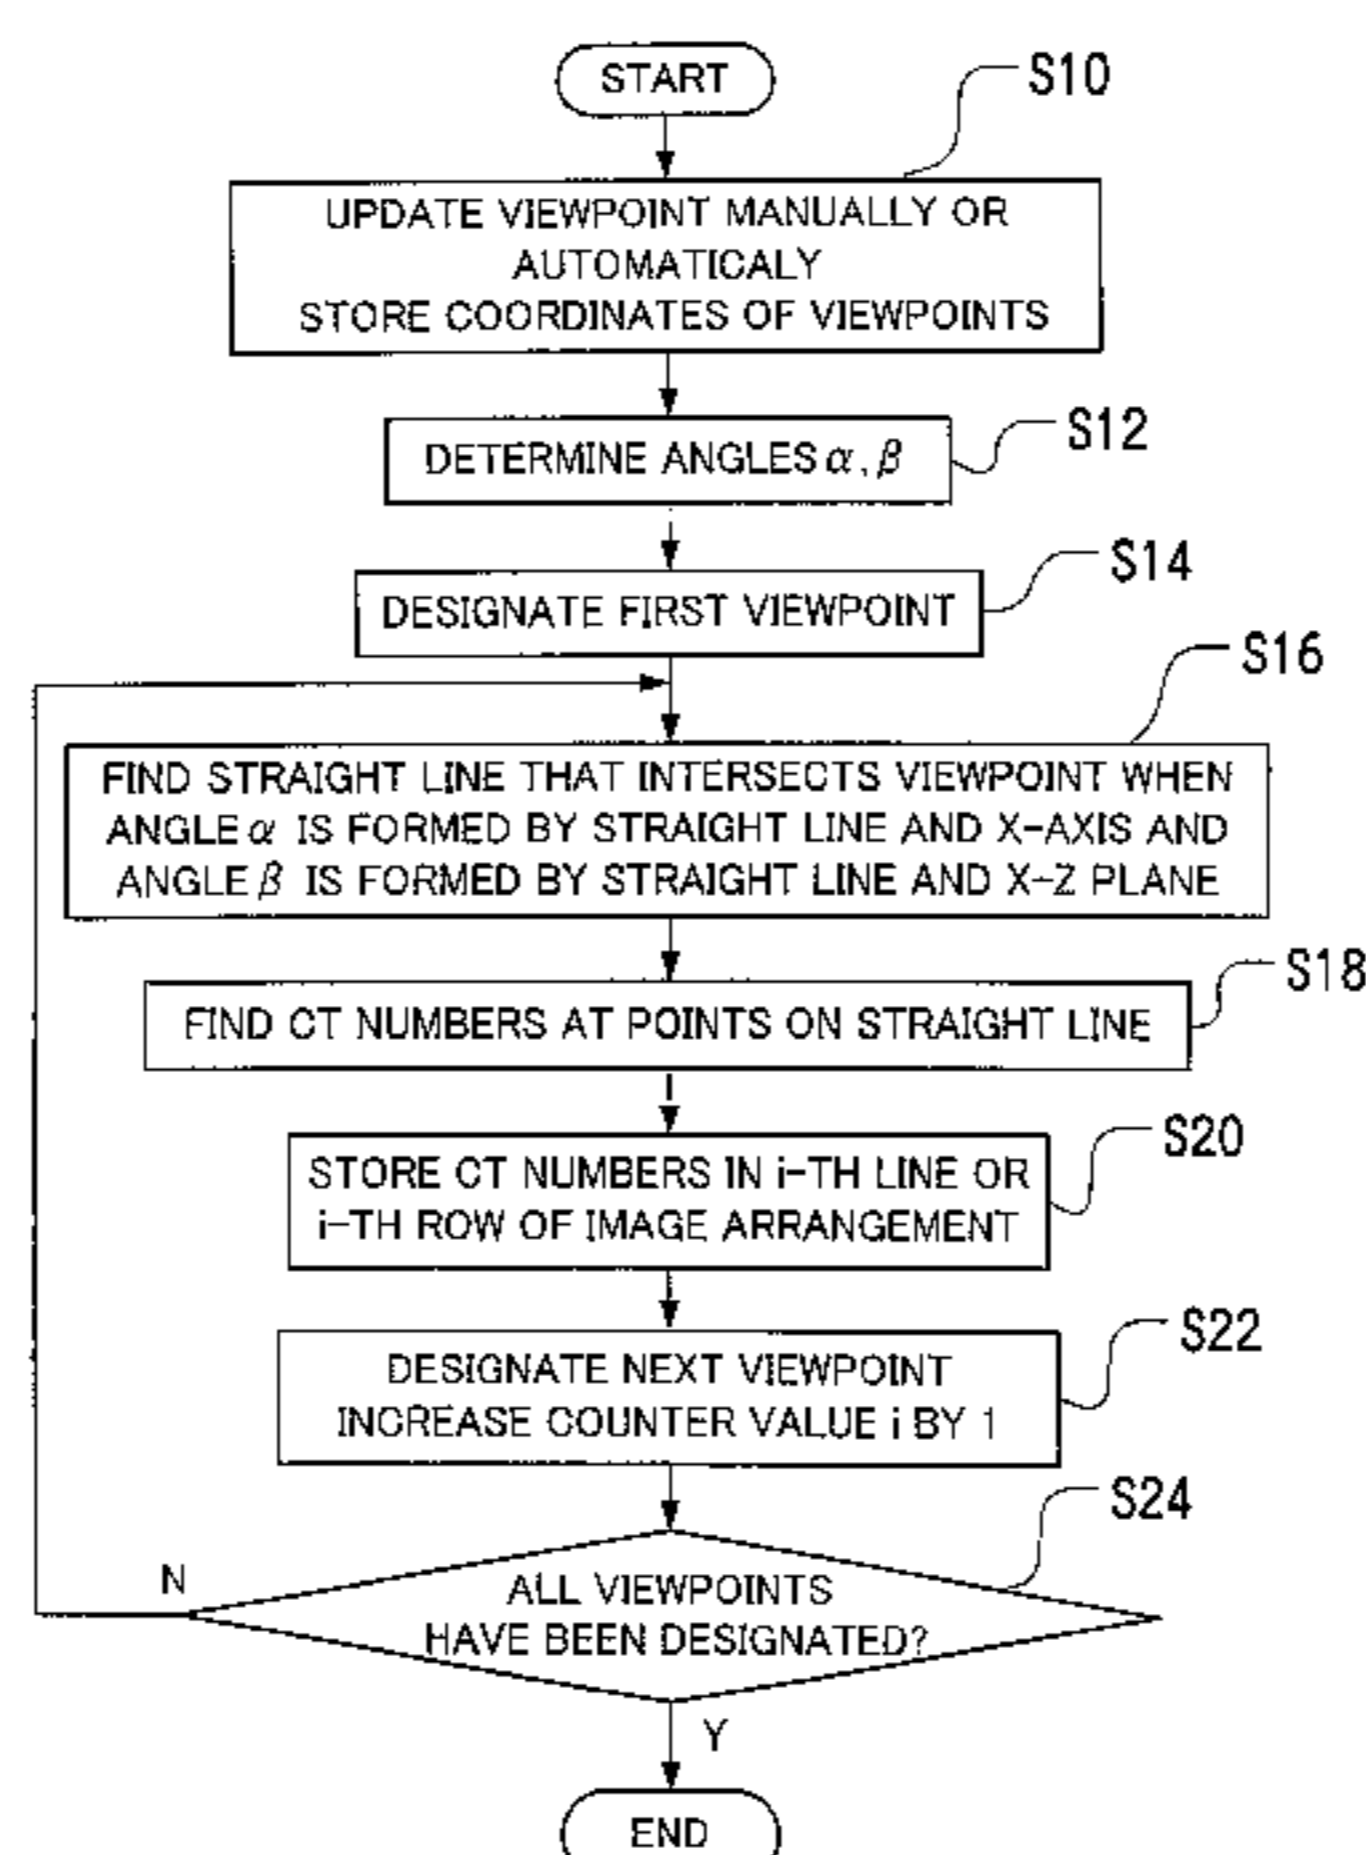 START
S10
UPDATE VIEWPOINT MANUALLY OR
AUTOMATICALY
STORE COORDINATES OF VIEWPOINTS
S12
DETERMINE ANGLES α, β
S14
DESIGNATE FIRST VIEWPOINT
S16
FIND STRAIGHT LINE THAT INTERSECTS VIEWPOINT WHEN
ANGLE α IS FORMED BY STRAIGHT LINE AND X-AXIS AND
ANGLE β IS FORMED BY STRAIGHT LINE AND X-Z PLANE
S18
FIND CT NUMBERS AT POINTS ON STRAIGHT LINE
S20
STORE CT NUMBERS IN i-TH LINE OR
i-TH ROW OF IMAGE ARRANGEMENT
S22
DESIGNATE NEXT VIEWPOINT
INCREASE COUNTER VALUE i BY 1
S24
N
ALL VIEWPOINTS
HAVE BEEN DESIGNATED?
Y
END